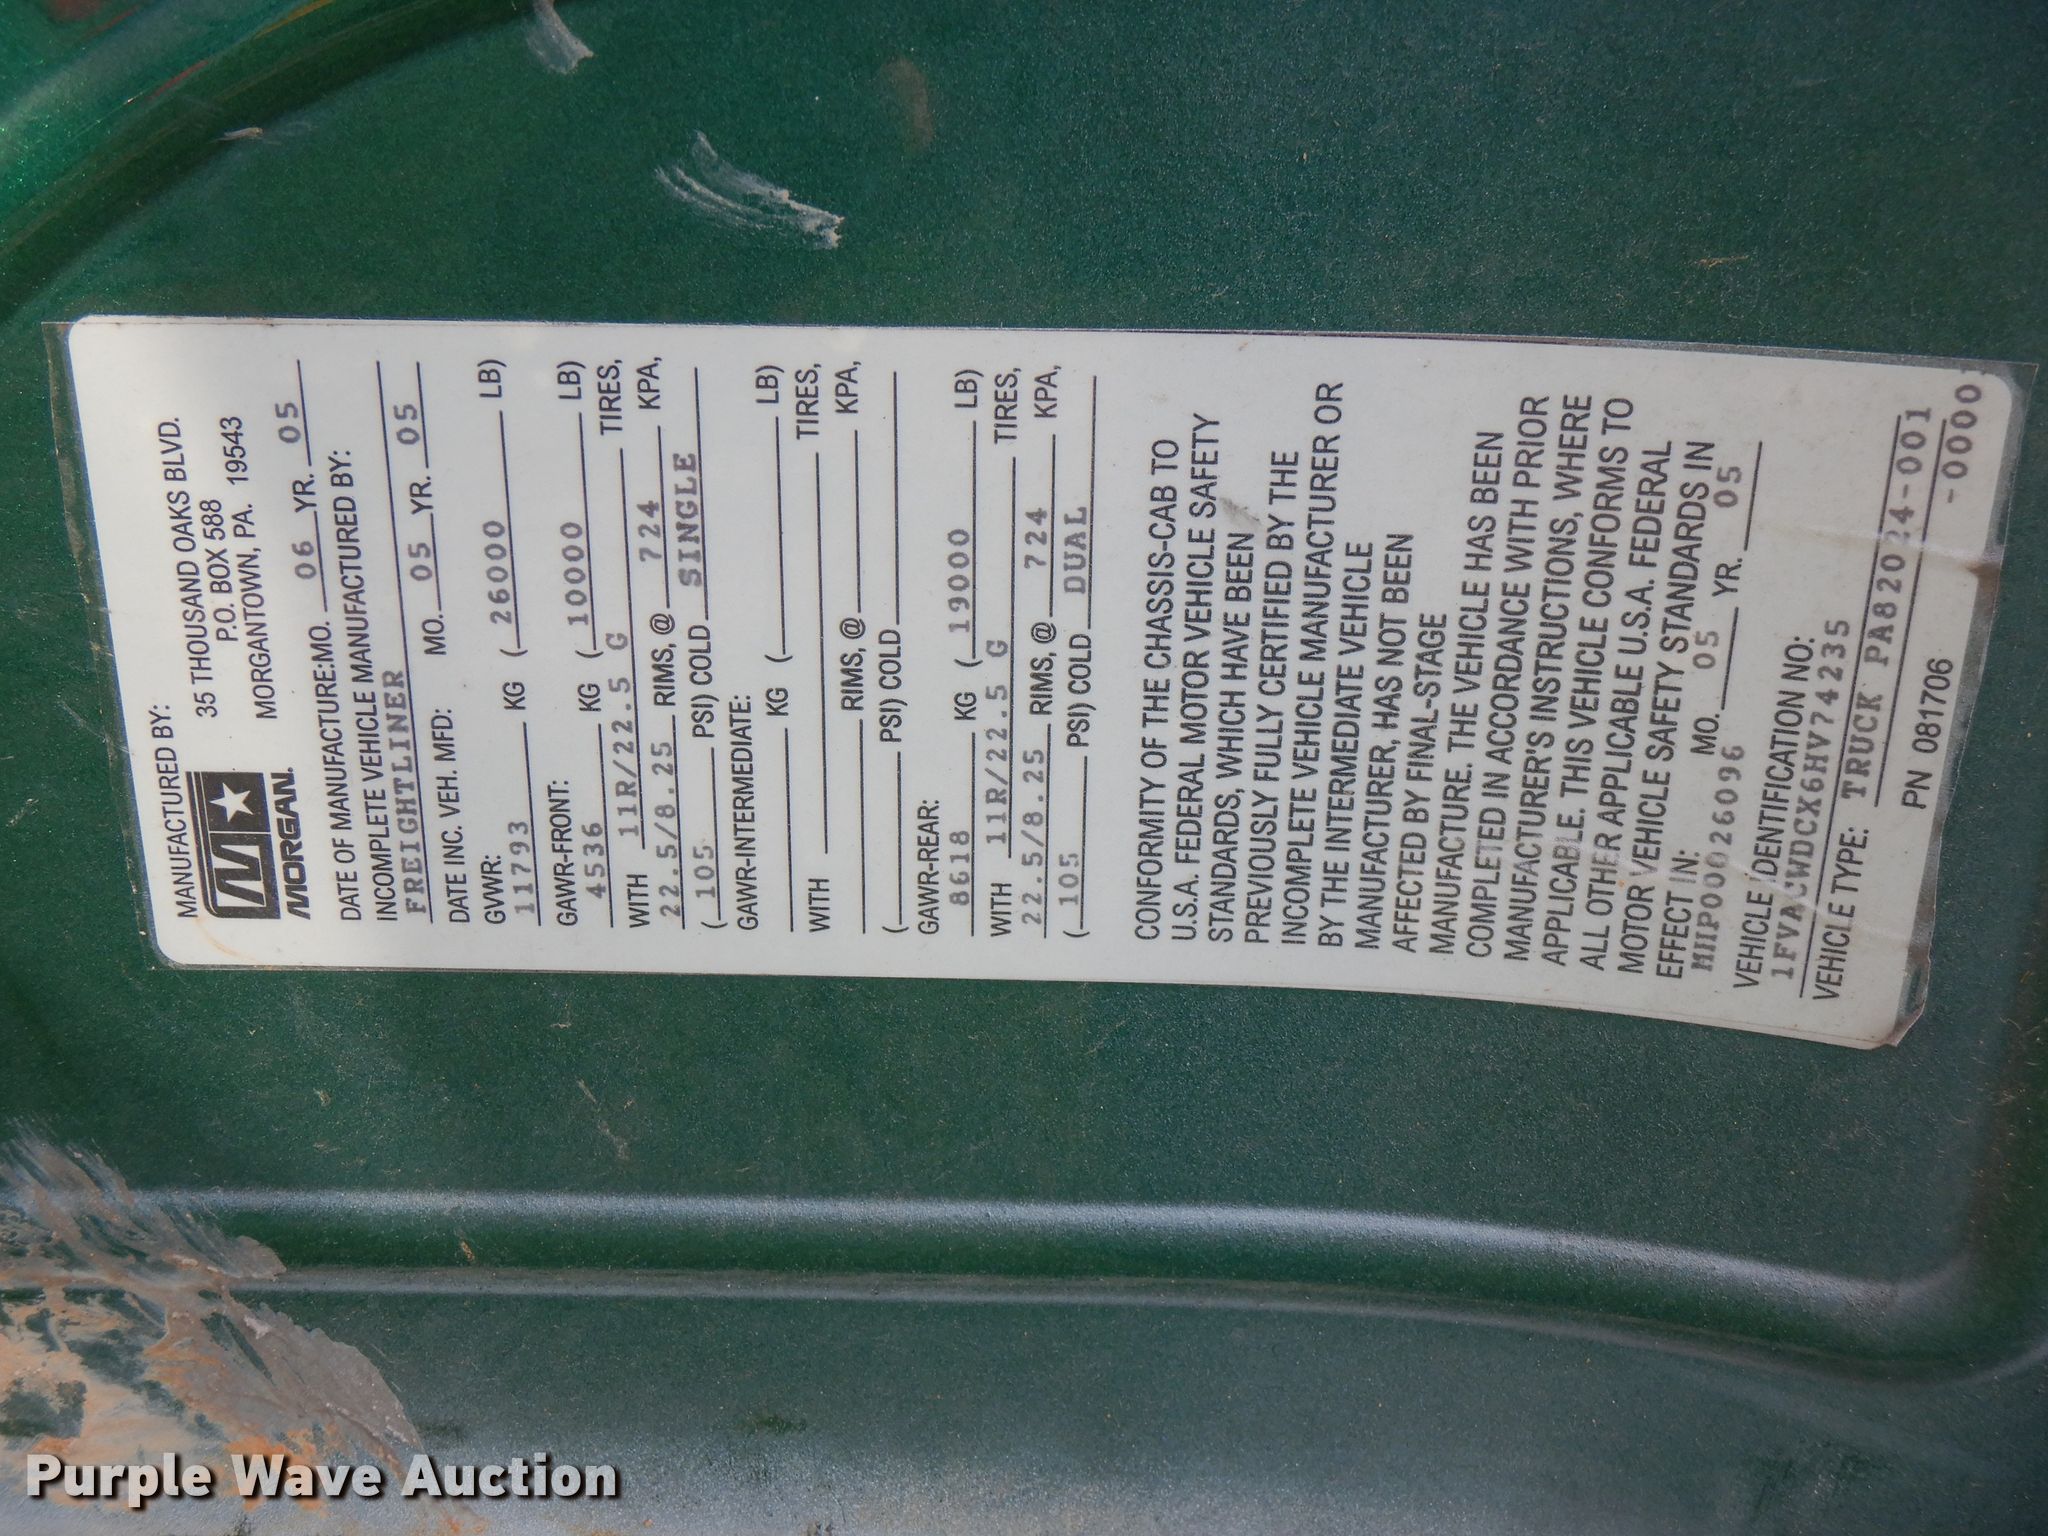 MANUFACTURED BY:
MORGAN
35 THOUSAND OAKS BLVD.
P.O. BOX 588
MORGANTOWN, PA. 19543
DATE OF MANUFACTURE:MO. 06 YR. 05
INCOMPLETE VEHICLE MANUFACTURED BY:
FREIGHTLINER
DATE INC. VEH. MFD: MO. 05 YR. 05
GVWR:
11793 KG ( 26000 LB)
GAWR-FRONT:
4536 KG ( 10000 LB)
WITH 11R/22.5 G TIRES,
22.5/8.25 RIMS, @ 724 KPA,
( 105 PSI) COLD SINGLE
GAWR-INTERMEDIATE:
KG ( LB)
WITH TIRES,
RIMS, @ KPA,
( PSI) COLD
GAWR-REAR:
8618 KG ( 19000 LB)
WITH 11R/22.5 G TIRES,
22.5/8.25 RIMS, @ 724 KPA,
( 105 PSI) COLD DUAL
CONFORMITY OF THE CHASSIS-CAB TO
U.S.A. FEDERAL MOTOR VEHICLE SAFETY
STANDARDS, WHICH HAVE BEEN
PREVIOUSLY FULLY CERTIFIED BY THE
INCOMPLETE VEHICLE MANUFACTURER OR
BY THE INTERMEDIATE VEHICLE
MANUFACTURER, HAS NOT BEEN
AFFECTED BY FINAL-STAGE
MANUFACTURE. THE VEHICLE HAS BEEN
COMPLETED IN ACCORDANCE WITH PRIOR
MANUFACTURER'S INSTRUCTIONS, WHERE
APPLICABLE. THIS VEHICLE CONFORMS TO
ALL OTHER APPLICABLE U.S.A. FEDERAL
MOTOR VEHICLE SAFETY STANDARDS IN
EFFECT IN: MO. 05 YR. 05
MHIP000026096
VEHICLE IDENTIFICATION NO:
1FVACWDCX6HV74235
VEHICLE TYPE: TRUCK PA82024-001
-0000
PN 081706
Purple Wave Auction